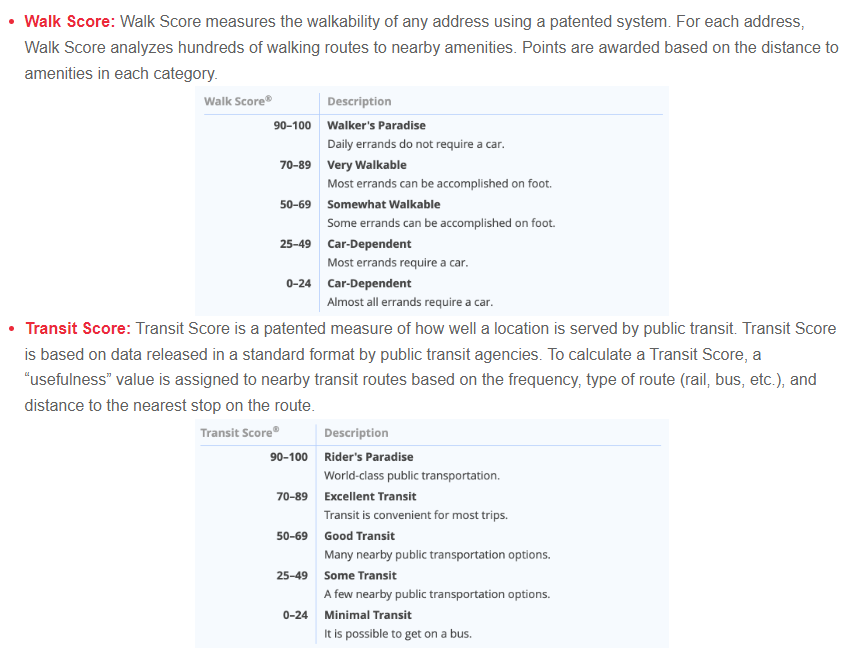 • Walk Score: Walk Score measures the walkability of any address using a patented system. For each address,
Walk Score analyzes hundreds of walking routes to nearby amenities. Points are awarded based on the distance to
amenities in each category.
Walk Score® Description
90–100 Walker's Paradise
Daily errands do not require a car.
70–89 Very Walkable
Most errands can be accomplished on foot.
50–69 Somewhat Walkable
Some errands can be accomplished on foot.
25–49 Car-Dependent
Most errands require a car.
0–24 Car-Dependent
Almost all errands require a car.
• Transit Score: Transit Score is a patented measure of how well a location is served by public transit. Transit Score
is based on data released in a standard format by public transit agencies. To calculate a Transit Score, a
“usefulness” value is assigned to nearby transit routes based on the frequency, type of route (rail, bus, etc.), and
distance to the nearest stop on the route.
Transit Score® Description
90–100 Rider's Paradise
World-class public transportation.
70–89 Excellent Transit
Transit is convenient for most trips.
50–69 Good Transit
Many nearby public transportation options.
25–49 Some Transit
A few nearby public transportation options.
0–24 Minimal Transit
It is possible to get on a bus.